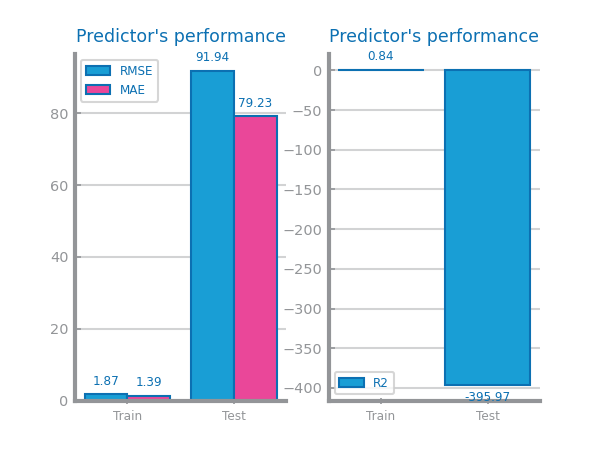 Predictor's performance
91.94
RMSE
MAE
79.23
80
60
40
20
1.87
1.39
0
Train
Test
Predictor's performance
0.84
0
−50
−100
−150
−200
−250
−300
−350
−400
R2
-395.97
Train
Test